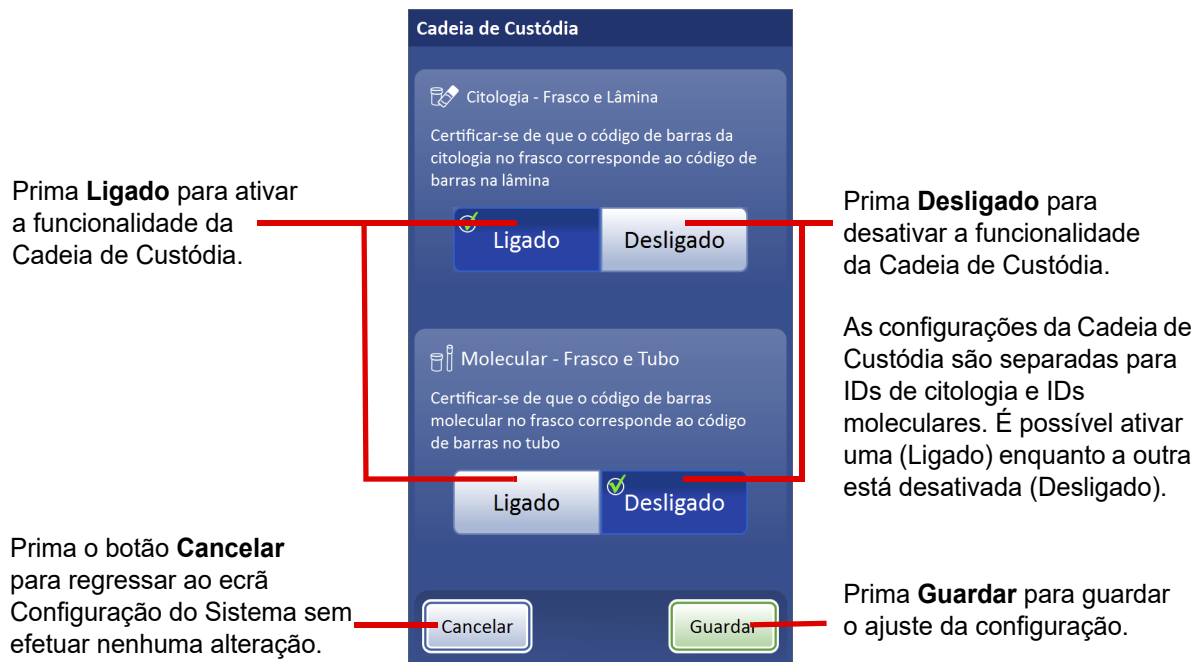 Cadeia de Custódia
Citologia - Frasco e Lâmina
Certificar-se de que o código de barras da
citologia no frasco corresponde ao código de
barras na lâmina
Ligado
Desligado
Prima Ligado para ativar
a funcionalidade da
Cadeia de Custódia.
Prima Desligado para
desativar a funcionalidade
da Cadeia de Custódia.
As configurações da Cadeia de
Custódia são separadas para
IDs de citologia e IDs
moleculares. É possível ativar
uma (Ligado) enquanto a outra
está desativada (Desligado).
Molecular - Frasco e Tubo
Certificar-se de que o código de barras
molecular no frasco corresponde ao código
de barras no tubo
Ligado
Desligado
Prima o botão Cancelar
para regressar ao ecrã
Configuração do Sistema sem
efetuar nenhuma alteração.
Cancelar
Guardar
Prima Guardar para guardar
o ajuste da configuração.